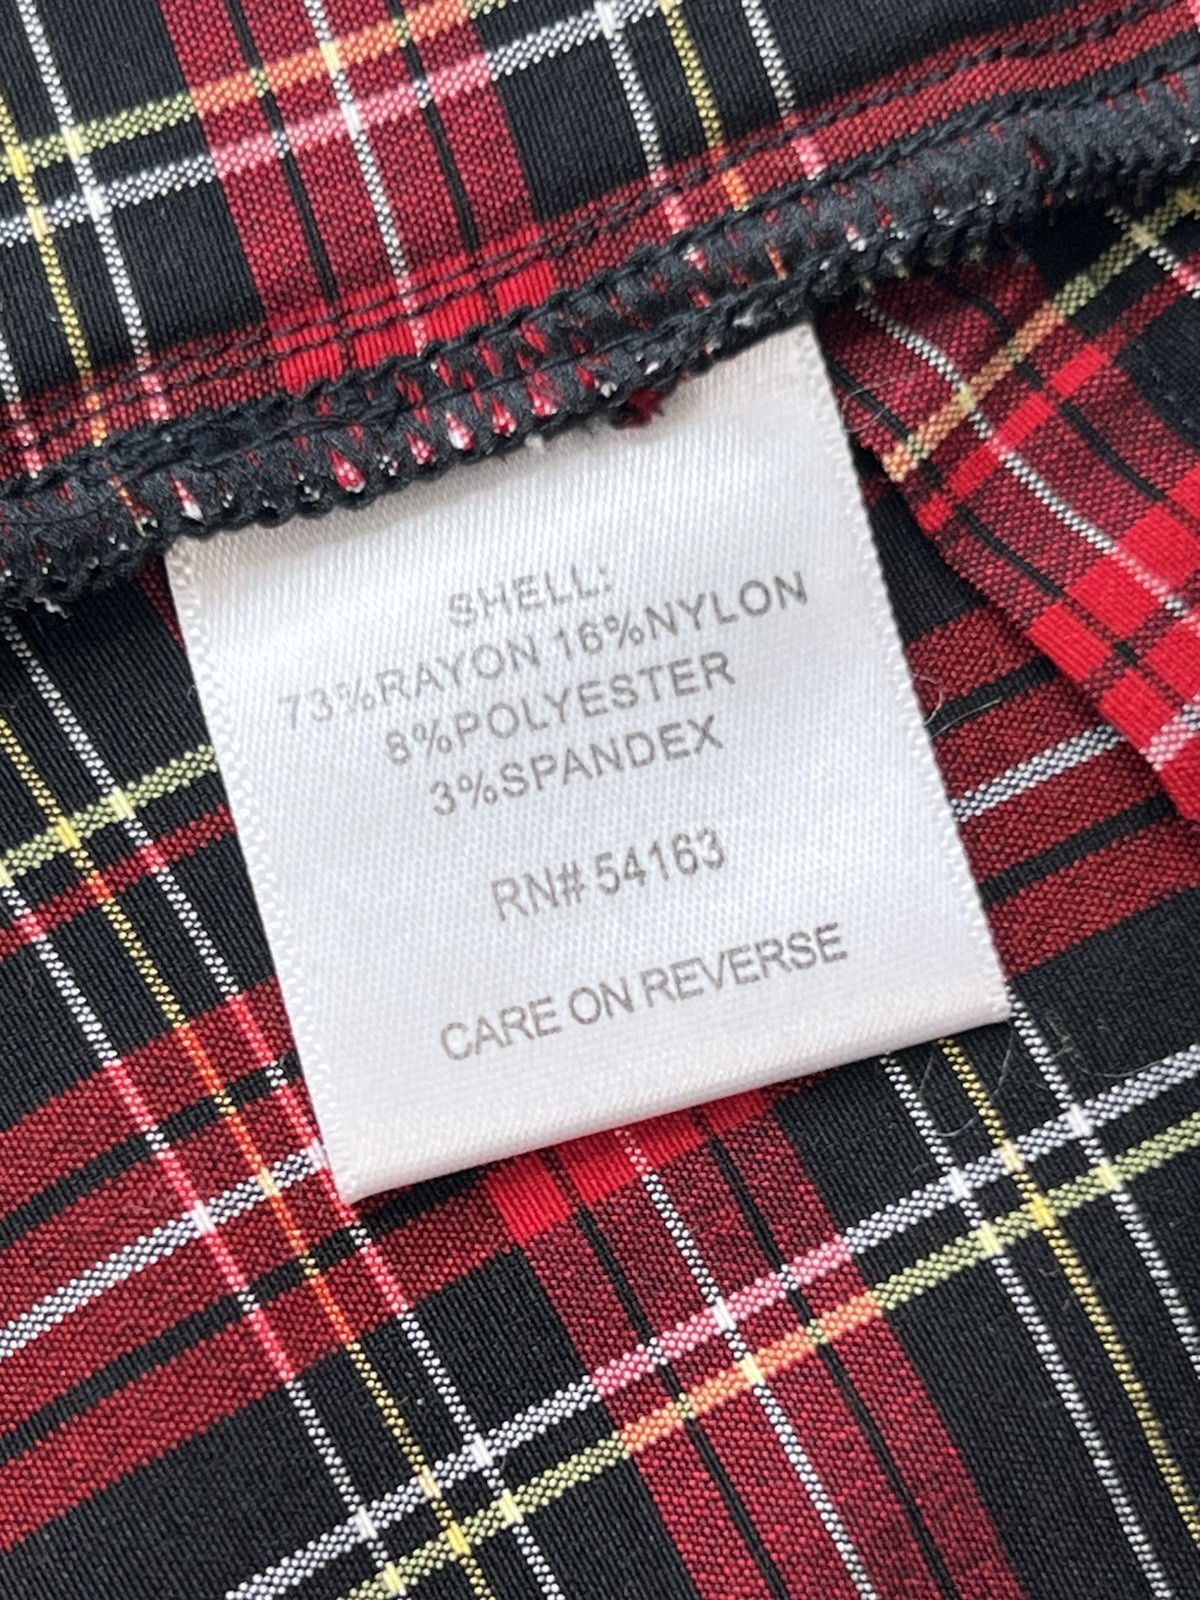 SHELL:
73%RAYON 16%NYLON
8%POLYESTER
3%SPANDEX
RN# 54163
CARE ON REVERSE